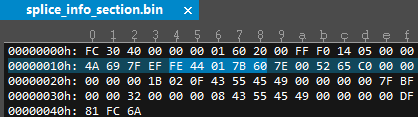 splice_info_section.bin
0 1 2 3 4 5 6 7 8 9 a b c d e f
00000000h: FC 30 40 00 00 00 01 60 20 00 FF F0 14 05 00 00
00000010h: 4A 69 7F EF FE 44 01 7B 60 7E 00 52 65 C0 00 00
00000020h: 00 00 1B 02 0F 43 55 45 49 00 00 00 00 7F BF
00000030h: 00 00 32 00 00 00 08 43 55 45 49 00 00 00 00 DF
00000040h: 81 FC 6A